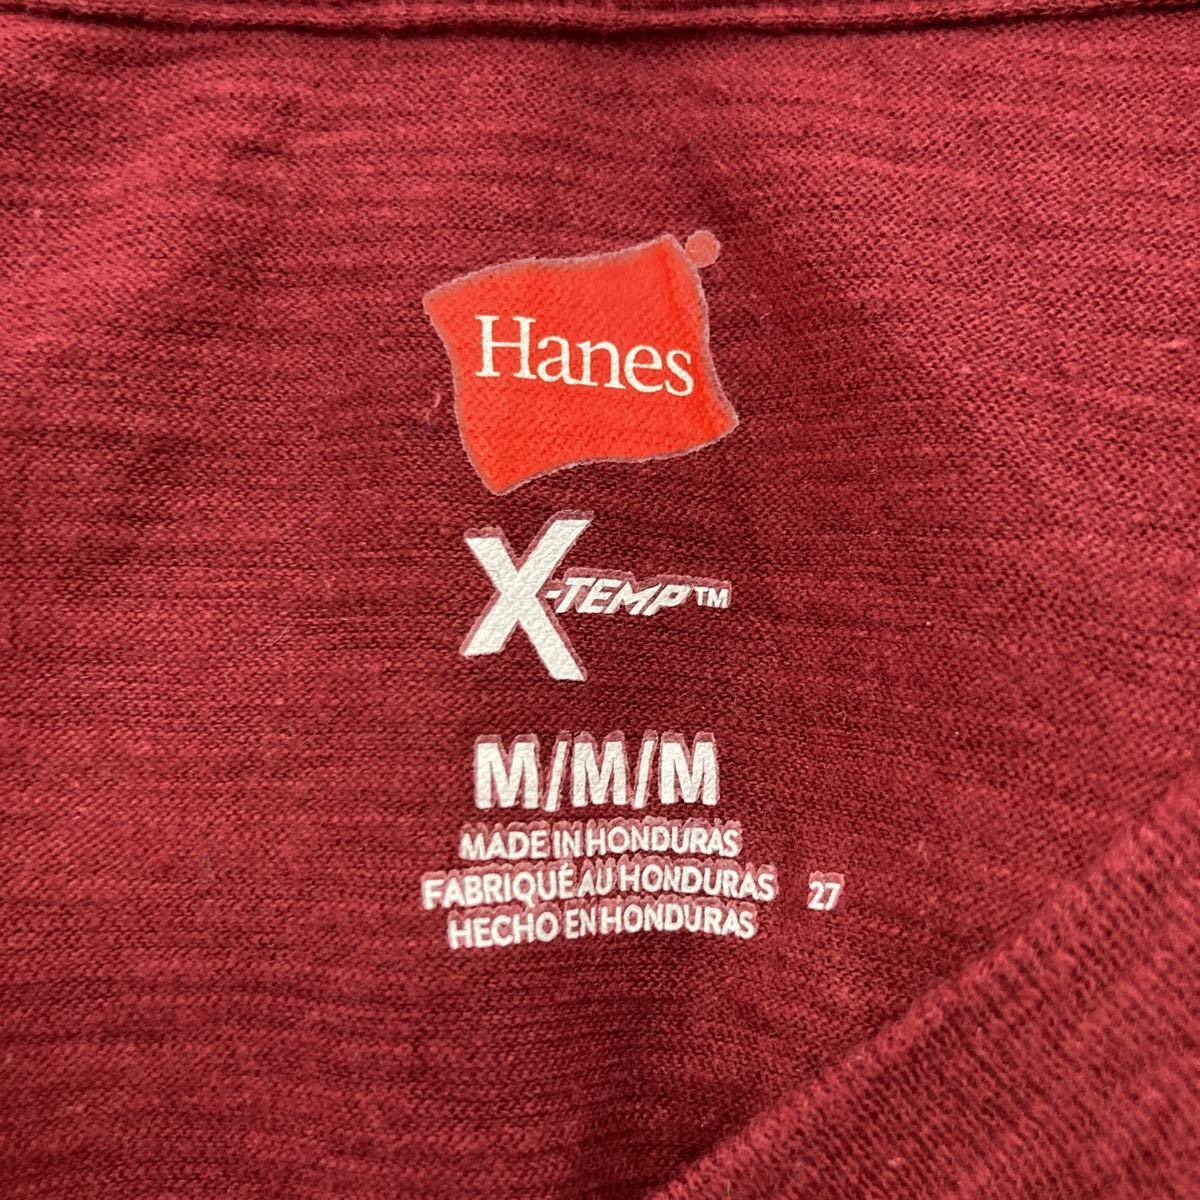 Hanes
X-TEMP™
M/M/M
MADE IN HONDURAS
FABRIQUÉ AU HONDURAS 27
HECHO EN HONDURAS